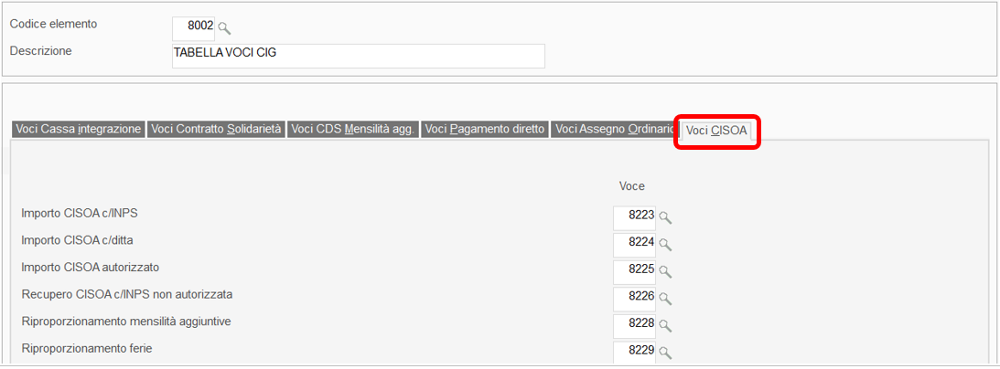 Codice elemento 8002
Descrizione TABELLA VOCI CIG
Voci Cassa integrazione Voci Contratto Solidarietà Voci CDS Mensilità agg. Voci Pagamento diretto Voci Assegno Ordinario Voci CISOA
Voce
Importo CISOA c/INPS 8223
Importo CISOA c/ditta 8224
Importo CISOA autorizzato 8225
Recupero CISOA c/INPS non autorizzata 8226
Riproporzionamento mensilità aggiuntive 8228
Riproporzionamento ferie 8229